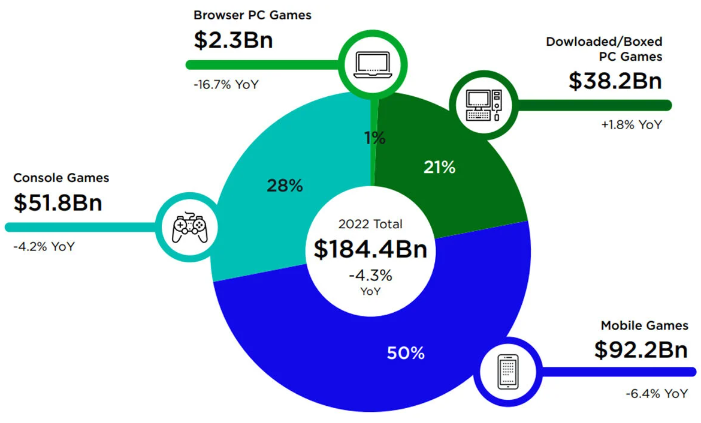 Browser PC Games
$2.3Bn
-16.7% YoY
Dowloaded/Boxed
PC Games
$38.2Bn
+1.8% YoY
1%
21%
28%
Console Games
$51.8Bn
-4.2% YoY
2022 Total
$184.4Bn
-4.3%
YoY
50%
Mobile Games
$92.2Bn
-6.4% YoY